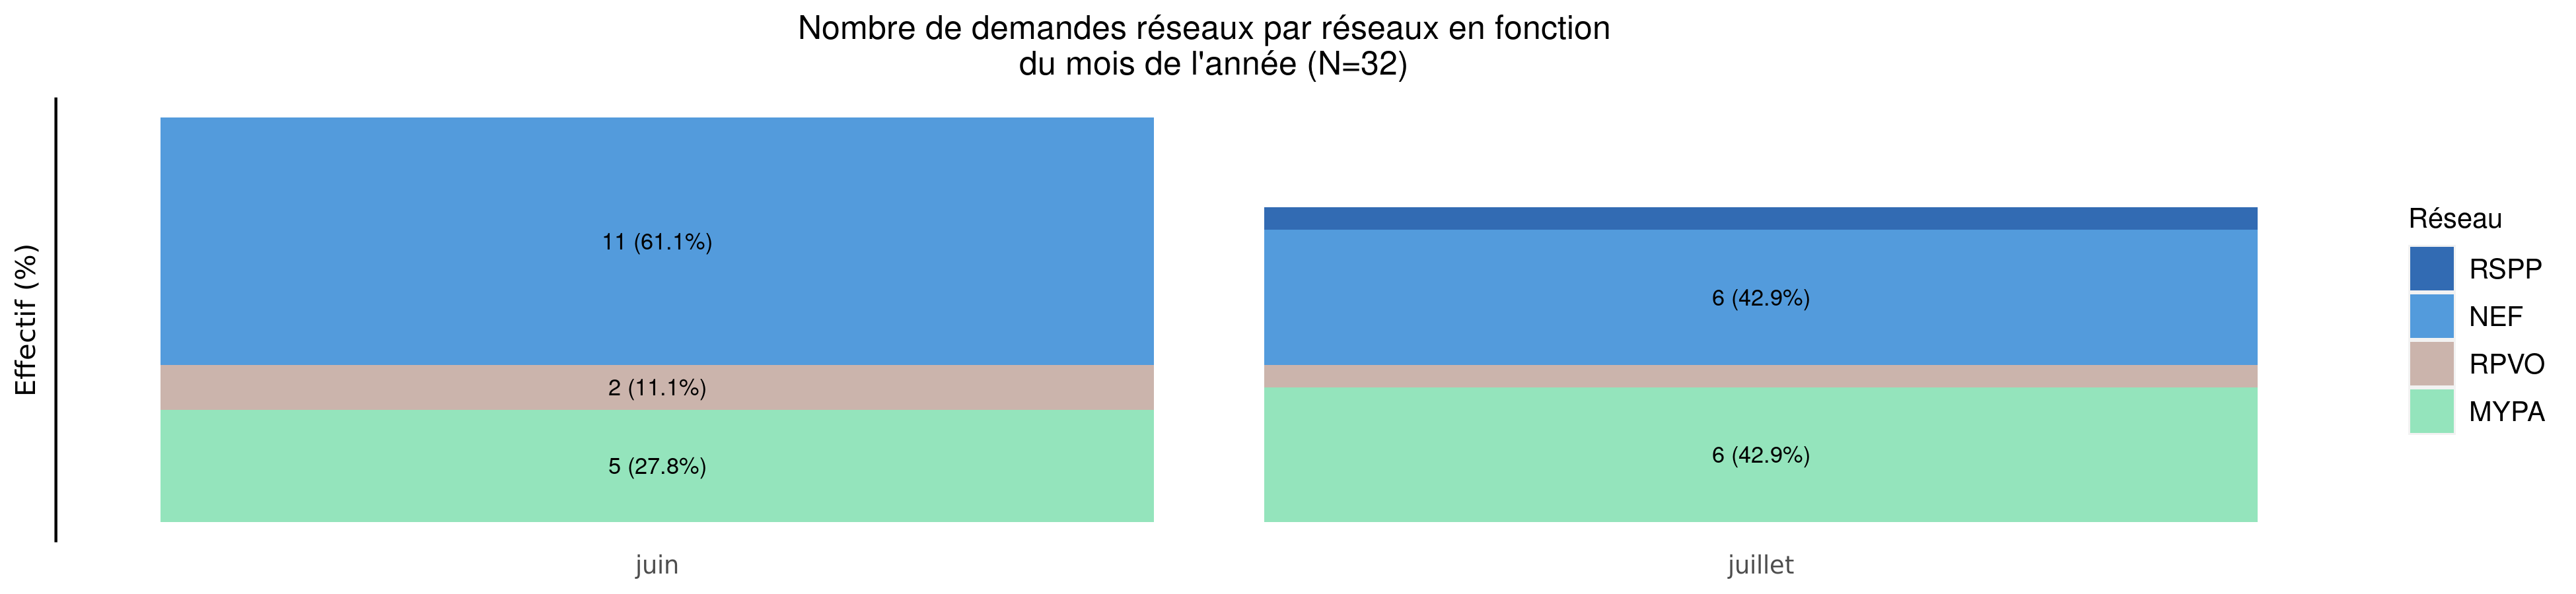 Nombre de demandes réseaux par réseaux en fonction
du mois de l'année (N=32)
Effectif (%)
11 (61.1%)
2 (11.1%)
5 (27.8%)
6 (42.9%)
6 (42.9%)
juin
juillet
Réseau
RSPP
NEF
RPVO
MYPA